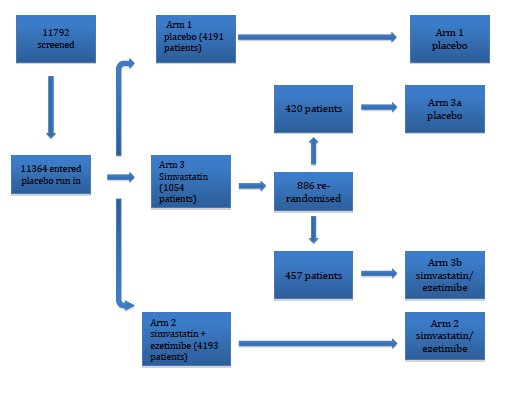 11792
screened
Arm 1
placebo (4191
patients)
Arm 1
placebo
420 patients
Arm 3a
placebo
11364 entered
placebo run in
Arm 3
Simvastatin
(1054
patients)
886 re-
randomised
457 patients
Arm 3b
simvastatin/
ezetimibe
Arm 2
simvastatin +
ezetimibe (4193
patients)
Arm 2
simvastatin/
ezetimibe